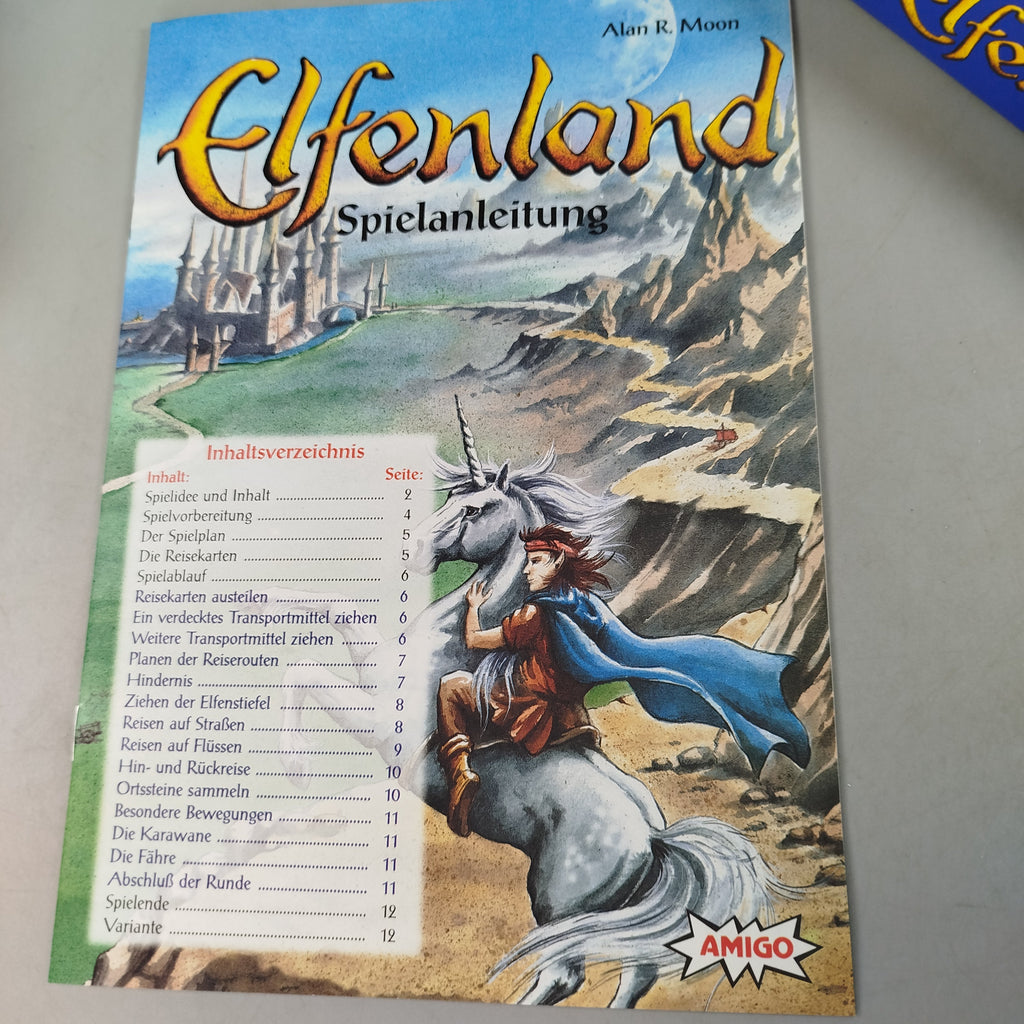 Alan R. Moon
Elfenland
Spielanleitung
Inhaltsverzeichnis
Inhalt: Seite:
Spielidee und Inhalt ........................... 2
Spielvorbereitung ............................... 4
Der Spielplan ..................................... 5
Die Reisekarten .................................. 5
Spielablauf .......................................... 6
Reisekarten austeilen .......................... 6
Ein verdecktes Transportmittel ziehen 6
Weitere Transportmittel ziehen ......... 6
Planen der Reiserouten ...................... 7
Hindernis ............................................. 7
Ziehen der Elfenstiefel ....................... 8
Reisen auf Straßen ............................... 8
Reisen auf Flüssen ............................... 9
Hin- und Rückreise ............................. 10
Ortssteine sammeln ............................. 10
Besondere Bewegungen ....................... 11
Die Karawane ...................................... 11
Die Fähre ............................................. 11
Abschluß der Runde ........................... 11
Spielende ............................................. 12
Variante ............................................... 12
AMIGO